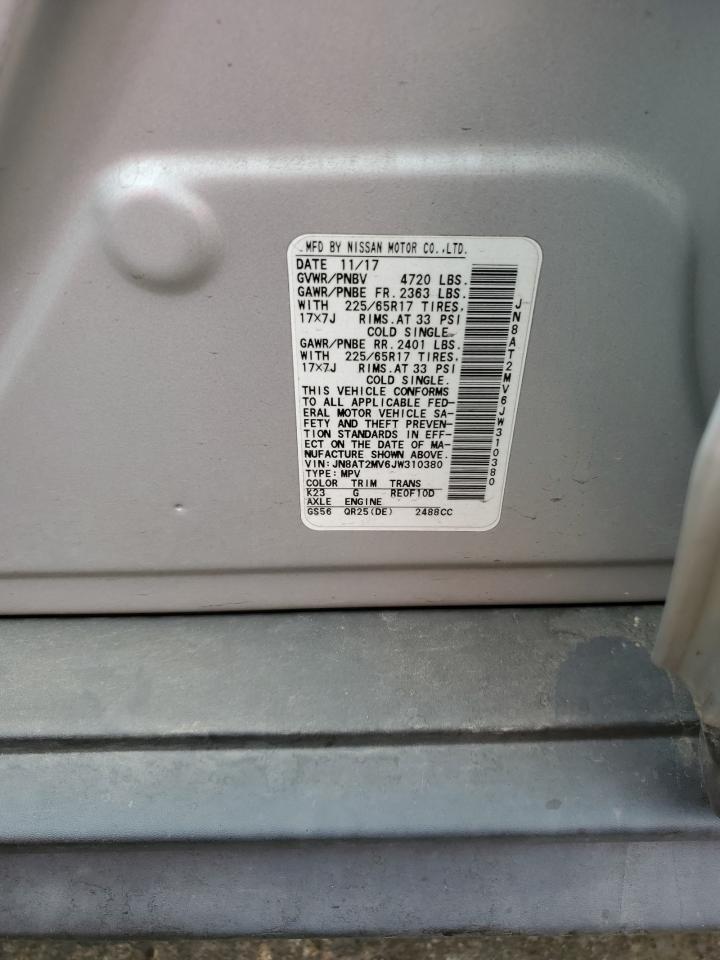 MFD BY NISSAN MOTOR CO.,LTD.
DATE 11/17
GVWR/PNBV 4720 LBS.
GAWR/PNBE FR. 2363 LBS.
WITH 225/65R17 TIRES.
17×7J RIMS.AT 33 PSI
COLD SINGLE.
GAWR/PNBE RR. 2401 LBS.
WITH 225/65R17 TIRES.
17×7J RIMS.AT 33 PSI
COLD SINGLE.
THIS VEHICLE CONFORMS
TO ALL APPLICABLE FED-
ERAL MOTOR VEHICLE SA-
FETY AND THEFT PREVEN-
TION STANDARDS IN EFF-
ECT ON THE DATE OF MA-
NUFACTURE SHOWN ABOVE.
VIN:JN8AT2MV6JW310380
TYPE:MPV
COLOR TRIM TRANS
K23 G RE0F10D
AXLE ENGINE
GS56 QR25(DE) 2488CC
JN8AT2MV6JW310380